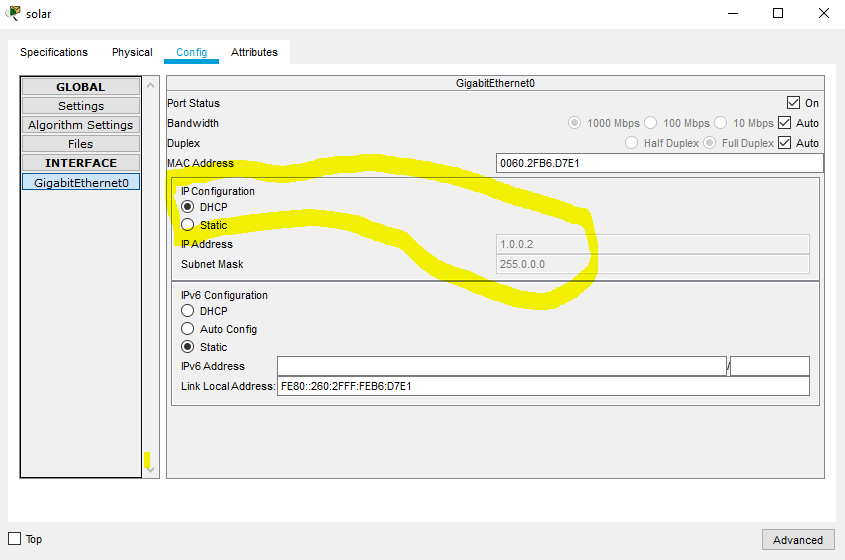 solar
Specifications Physical Config Attributes
GLOBAL
Settings
Algorithm Settings
Files
INTERFACE
GigabitEthernet0
GigabitEthernet0
Port Status On
Bandwidth 1000 Mbps 100 Mbps 10 Mbps Auto
Duplex Half Duplex Full Duplex Auto
MAC Address 0060.2FB6.D7E1
IP Configuration
DHCP
Static
IP Address 1.0.0.2
Subnet Mask 255.0.0.0
IPv6 Configuration
DHCP
Auto Config
Static
IPv6 Address /
Link Local Address: FE80::260:2FFF:FEB6:D7E1
Top Advanced